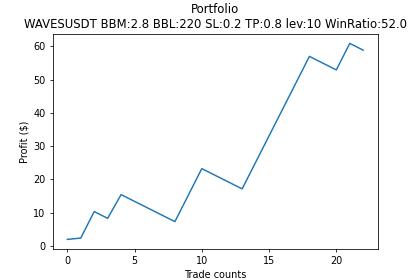 Portfolio
WAVESUSDT BBM:2.8 BBL:220 SL:0.2 TP:0.8 lev:10 WinRatio:52.0
60
50
40
30
20
10
0
Profit ($)
0 5 10 15 20
Trade counts